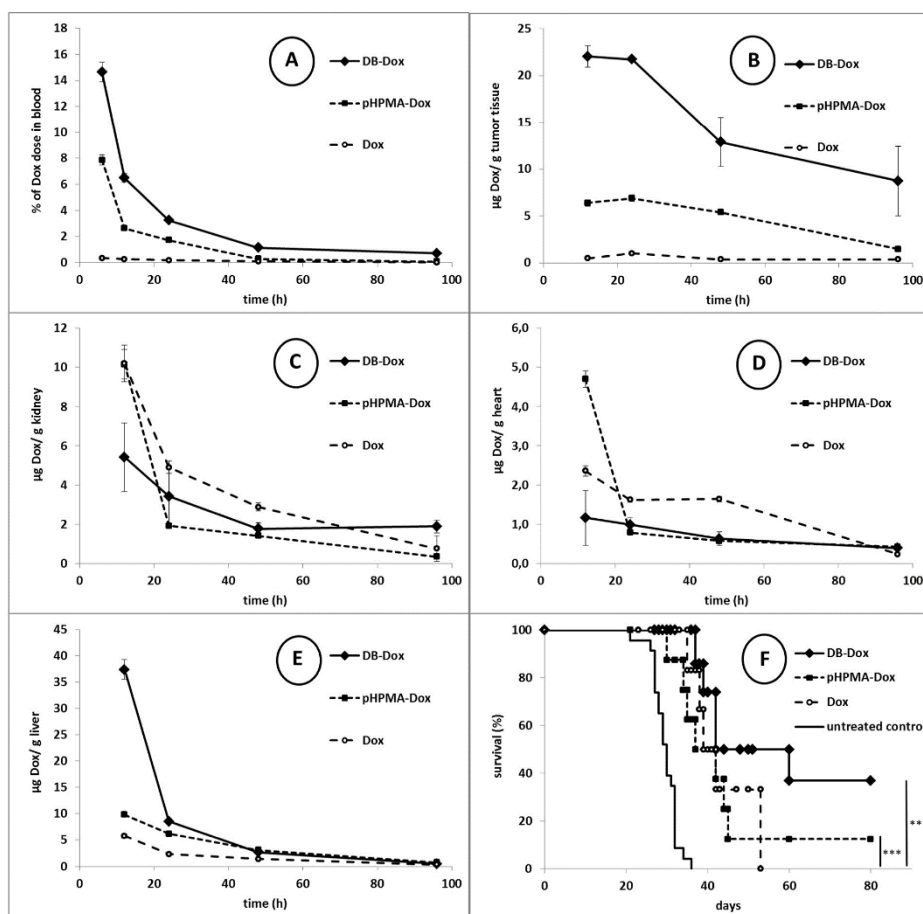 18
16
14
12
10
8
6
4
2
0
% of Dox dose in blood
A
DB-Dox
pHPMA-Dox
Dox
0 20 40 60 80 100
time (h)
25
20
15
10
5
0
µg Dox/ g tumor tissue
B
DB-Dox
pHPMA-Dox
Dox
0 20 40 60 80 100
time (h)
12
10
8
6
4
2
0
µg Dox/ g kidney
C
DB-Dox
pHPMA-Dox
Dox
0 20 40 60 80 100
time (h)
6,0
5,0
4,0
3,0
2,0
1,0
0,0
µg Dox/ g heart
D
DB-Dox
pHPMA-Dox
Dox
0 20 40 60 80 100
time (h)
45
40
35
30
25
20
15
10
5
0
µg Dox/ g liver
E
DB-Dox
pHPMA-Dox
Dox
0 20 40 60 80 100
time (h)
100
80
60
40
20
0
survival (%)
F
DB-Dox
pHPMA-Dox
Dox
untreated control
**
***
0 20 40 60 80
days